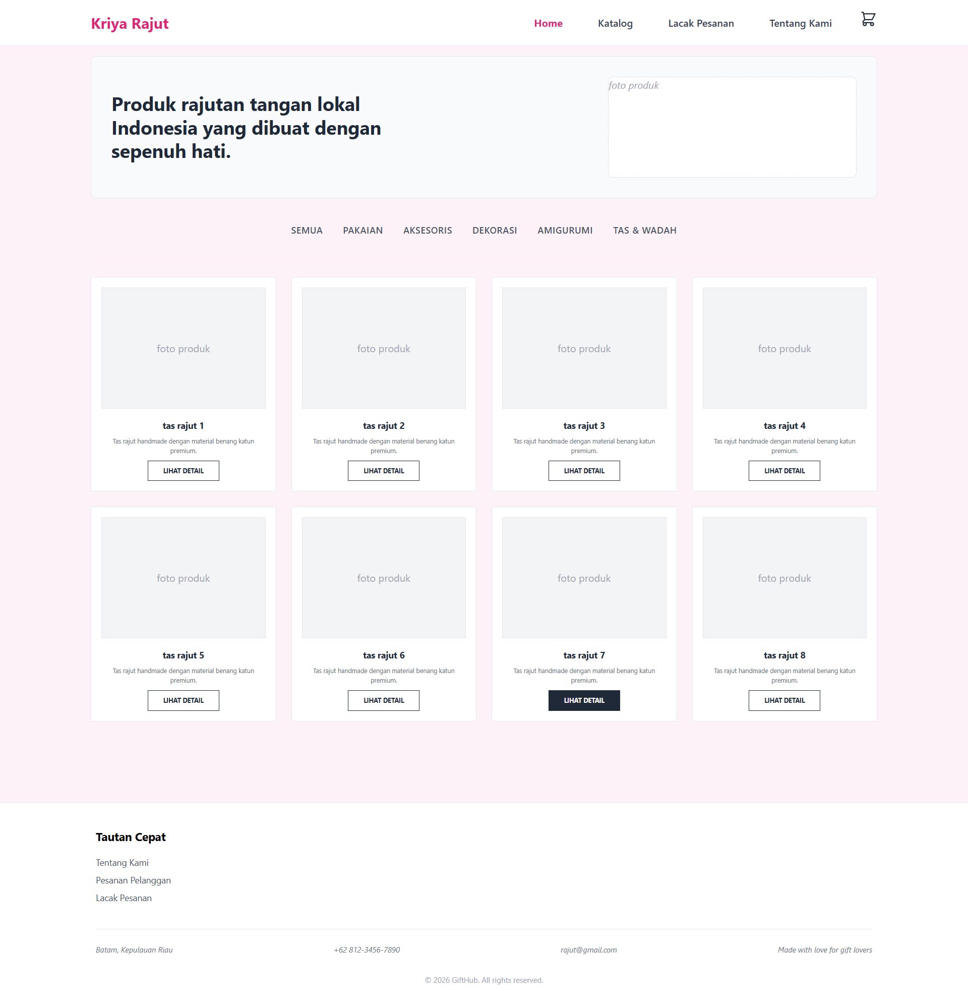 Kriya Rajut
Home Katalog Lacak Pesanan Tentang Kami
Produk rajutan tangan lokal
Indonesia yang dibuat dengan
sepenuh hati.
foto produk
SEMUA PAKAIAN AKSESORIS DEKORASI AMIGURUMI TAS & WADAH
foto produk
tas rajut 1
Tas rajut handmade dengan material benang katun
premium.
LIHAT DETAIL
foto produk
tas rajut 2
Tas rajut handmade dengan material benang katun
premium.
LIHAT DETAIL
foto produk
tas rajut 3
Tas rajut handmade dengan material benang katun
premium.
LIHAT DETAIL
foto produk
tas rajut 4
Tas rajut handmade dengan material benang katun
premium.
LIHAT DETAIL
foto produk
tas rajut 5
Tas rajut handmade dengan material benang katun
premium.
LIHAT DETAIL
foto produk
tas rajut 6
Tas rajut handmade dengan material benang katun
premium.
LIHAT DETAIL
foto produk
tas rajut 7
Tas rajut handmade dengan material benang katun
premium.
LIHAT DETAIL
foto produk
tas rajut 8
Tas rajut handmade dengan material benang katun
premium.
LIHAT DETAIL
Tautan Cepat
Tentang Kami
Pesanan Pelanggan
Lacak Pesanan
Batam, Kepulauan Riau +62 812-3456-7890 rajut@gmail.com Made with love for gift lovers
© 2026 GiftHub. All rights reserved.